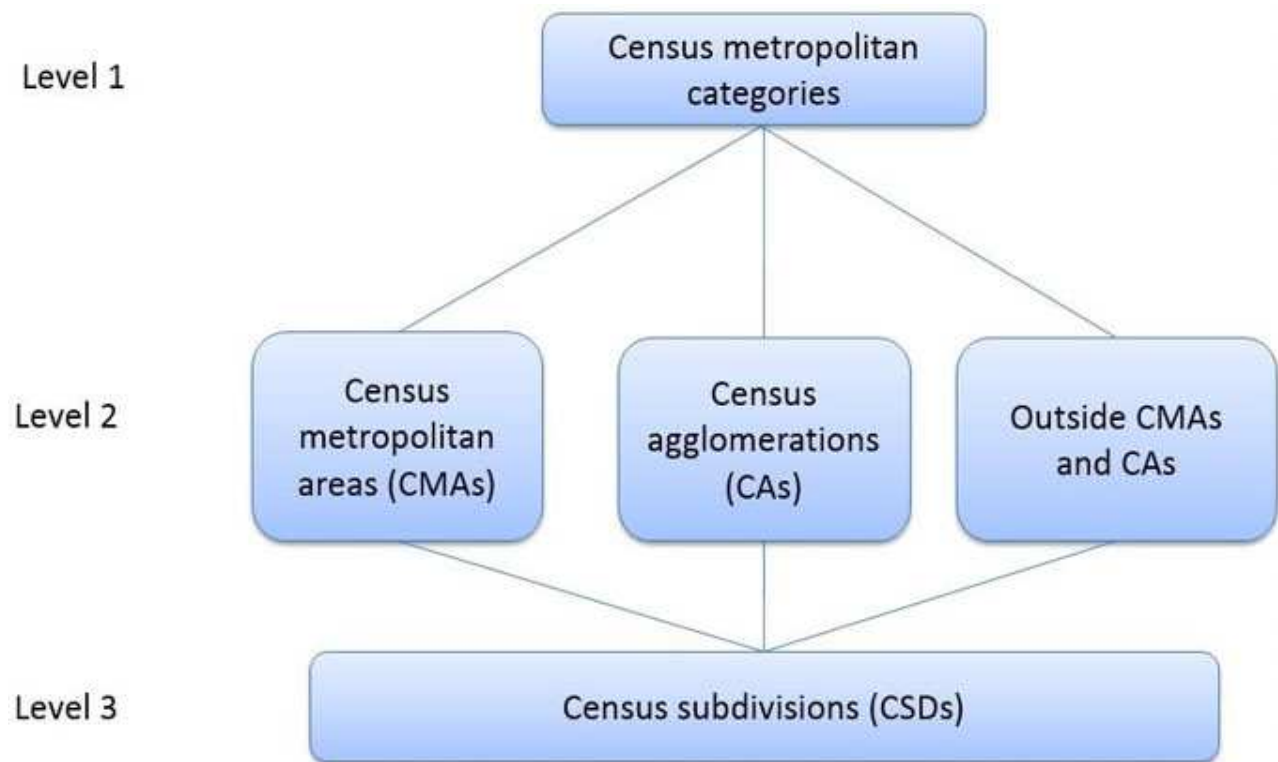 Level 1
Census metropolitan
categories
Level 2
Census
metropolitan
areas (CMAs)
Census
agglomerations
(CAs)
Outside CMAs
and CAs
Level 3
Census subdivisions (CSDs)